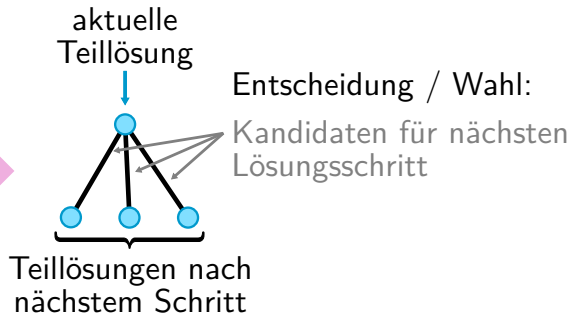 aktuelle
Teillösung
Entscheidung / Wahl:
Kandidaten für nächsten
Lösungsschritt
Teillösungen nach
nächstem Schritt